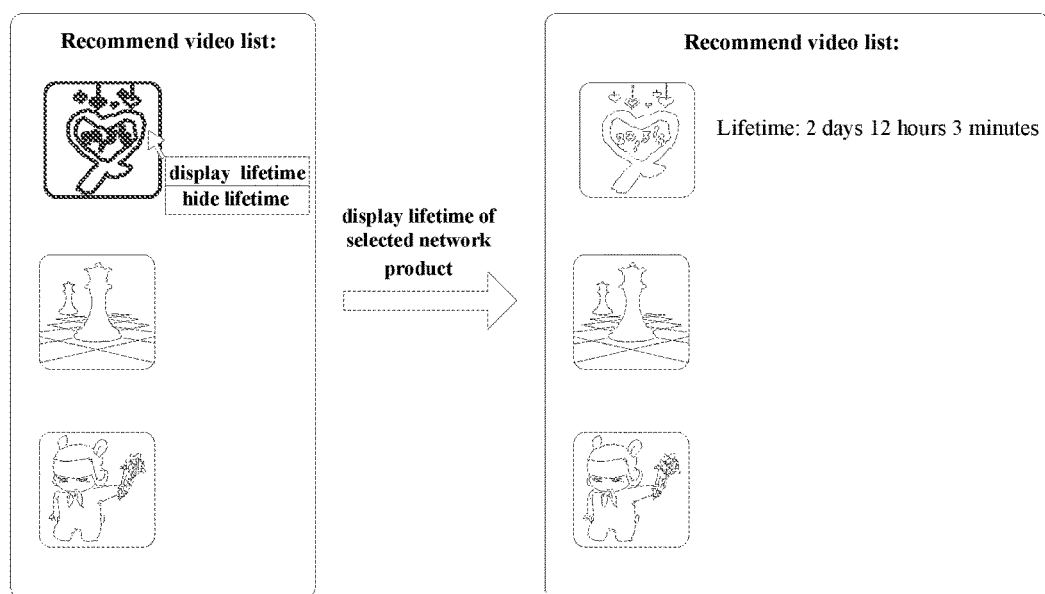 Recommend video list:
display lifetime
hide lifetime
display lifetime of
selected network
product
Recommend video list:
Lifetime: 2 days 12 hours 3 minutes